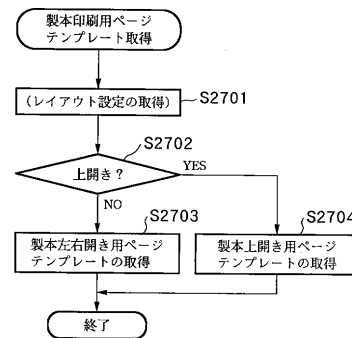 製本印刷用ページ
テンプレート取得
(レイアウト設定の取得)
S2701
S2702
上開き?
YES
NO
S2703
製本左右開き用ページ
テンプレートの取得
S2704
製本上開き用ページ
テンプレートの取得
終了